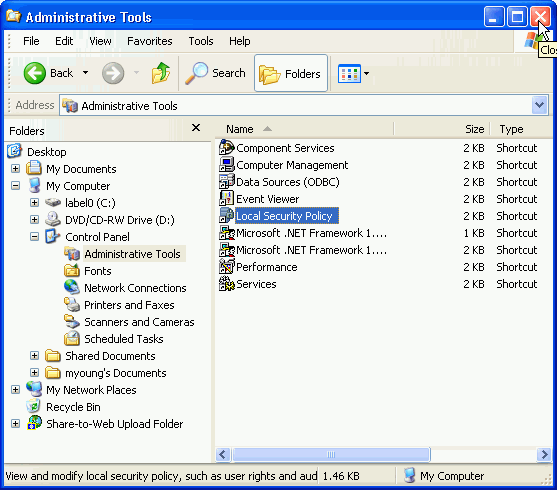 Administrative Tools
File Edit View Favorites Tools Help
Back Search Folders
Address Administrative Tools
Folders
Desktop
My Documents
My Computer
label0 (C:)
DVD/CD-RW Drive (D:)
Control Panel
Administrative Tools
Fonts
Network Connections
Printers and Faxes
Scanners and Cameras
Scheduled Tasks
Shared Documents
myoung's Documents
My Network Places
Recycle Bin
Share-to-Web Upload Folder
Name Size Type
Component Services 2 KB Shortcut
Computer Management 2 KB Shortcut
Data Sources (ODBC) 2 KB Shortcut
Event Viewer 2 KB Shortcut
Local Security Policy 2 KB Shortcut
Microsoft .NET Framework 1.... 1 KB Shortcut
Microsoft .NET Framework 1.... 2 KB Shortcut
Performance 2 KB Shortcut
Services 2 KB Shortcut
Clos
View and modify local security policy, such as user rights and aud 1.46 KB My Computer